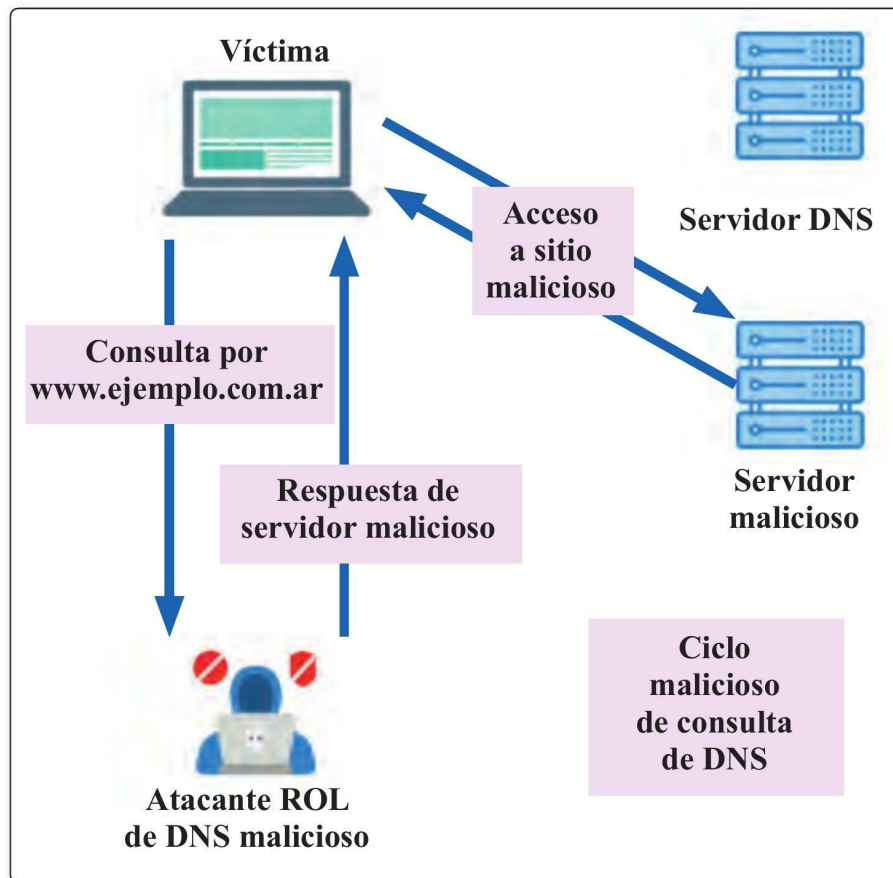 Víctima
Servidor DNS
Acceso
a sitio
malicioso
Consulta por
www.ejemplo.com.ar
Respuesta de
servidor malicioso
Servidor
malicioso
Atacante ROL
de DNS malicioso
Ciclo
malicioso
de consulta
de DNS